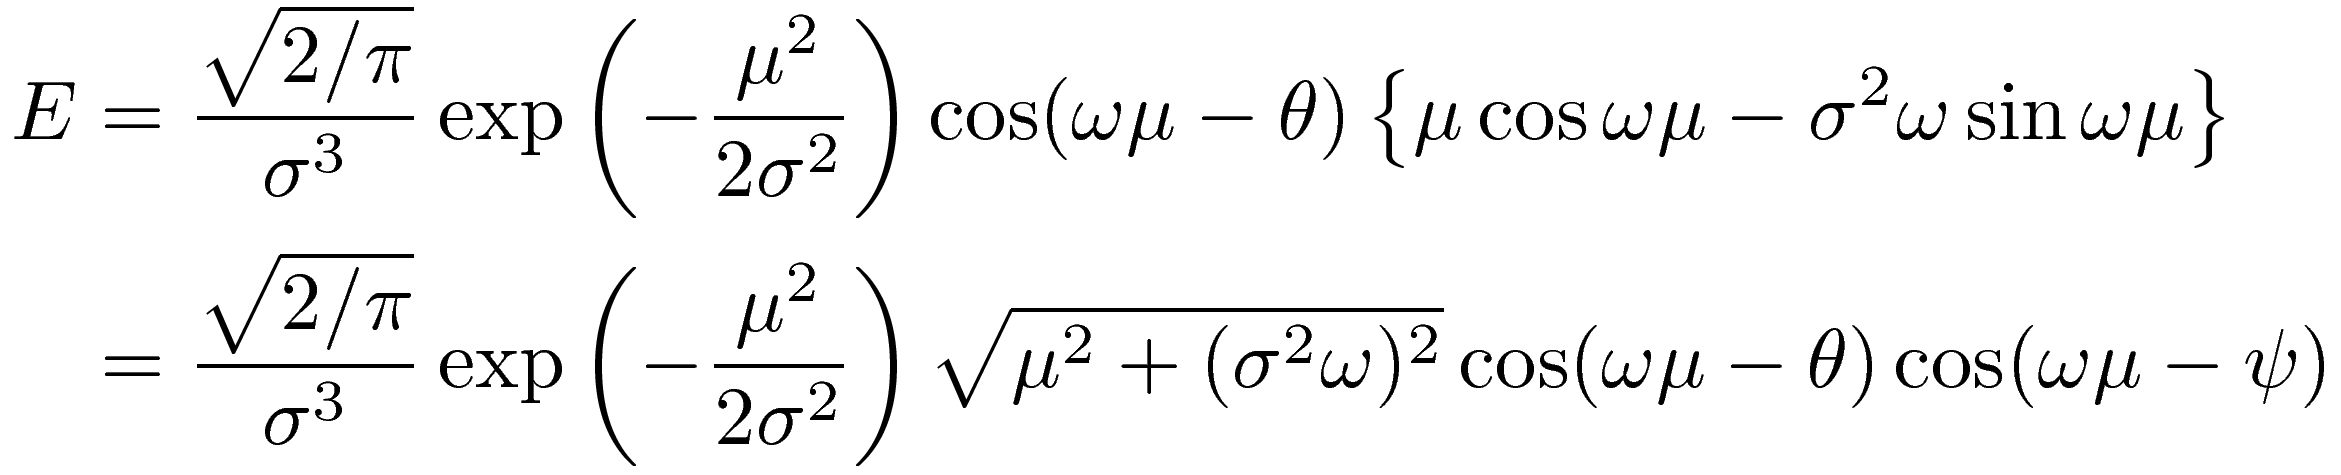 E = \frac{\sqrt{2/\pi}}{\sigma^3} \exp\left(-\frac{\mu^2}{2\sigma^2}\right) \cos(\omega\mu - \theta) \left\{\mu \cos \omega\mu - \sigma^2\omega \sin \omega\mu\right\}
= \frac{\sqrt{2/\pi}}{\sigma^3} \exp\left(-\frac{\mu^2}{2\sigma^2}\right) \sqrt{\mu^2 + (\sigma^2\omega)^2} \cos(\omega\mu - \theta) \cos(\omega\mu - \psi)